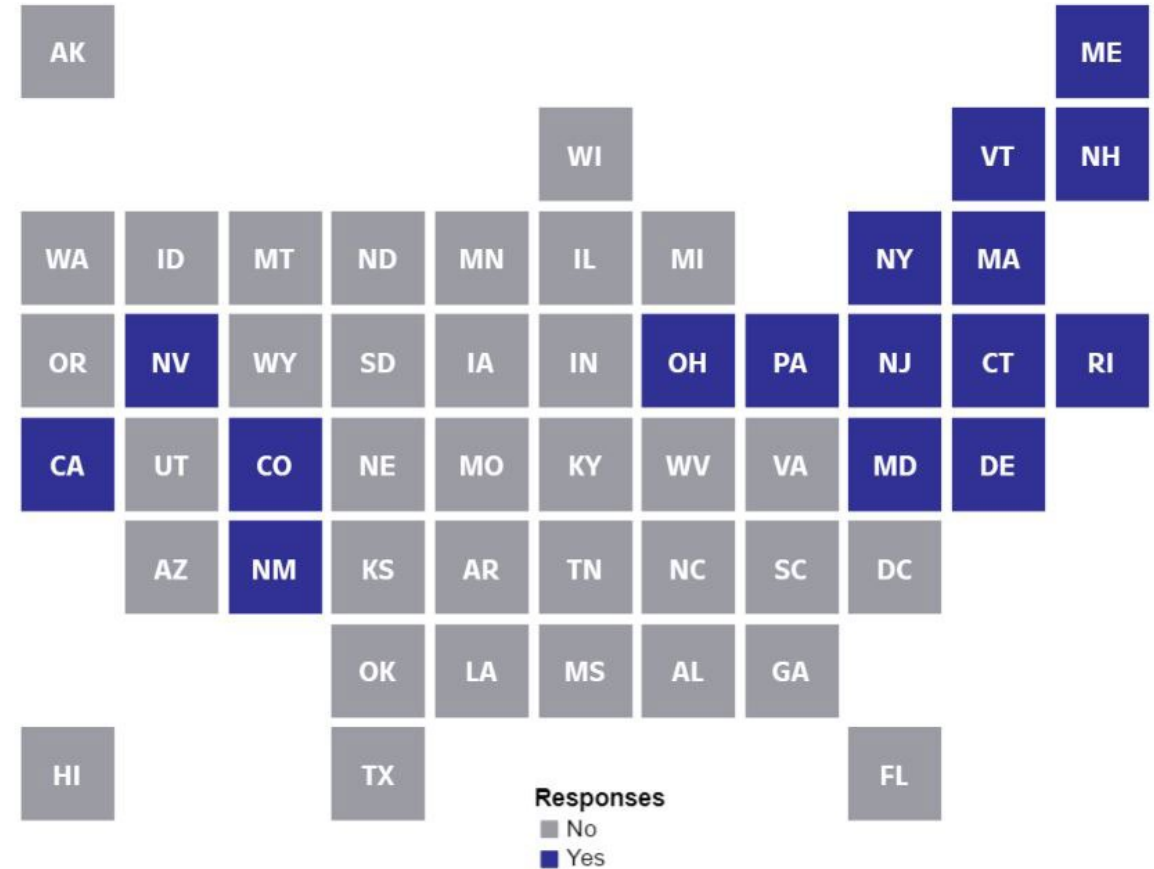 AK ME
WI VT NH
WA ID MT ND MN IL MI NY MA
OR NV WY SD IA IN OH PA NJ CT RI
CA UT CO NE MO KY WV VA MD DE
AZ NM KS AR TN NC SC DC
OK LA MS AL GA
HI TX FL
Responses
No
Yes